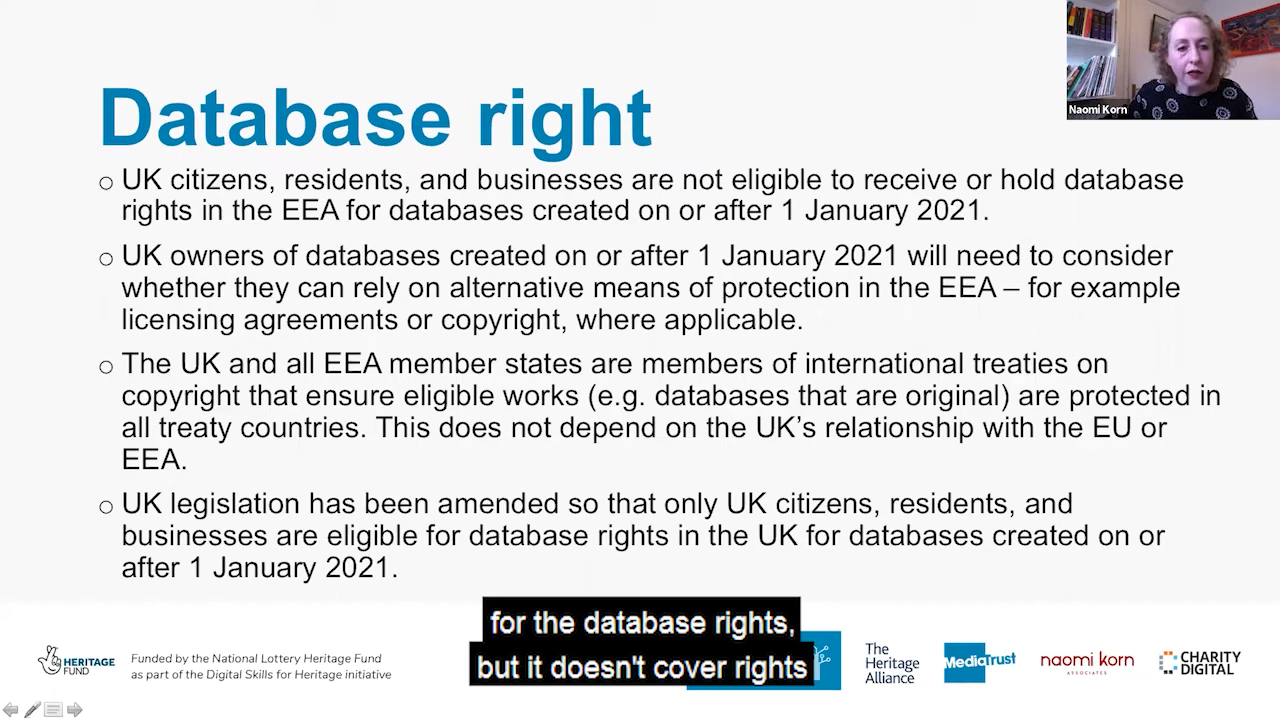 Naomi Korn
Database right
UK citizens, residents, and businesses are not eligible to receive or hold database
rights in the EEA for databases created on or after 1 January 2021.
UK owners of databases created on or after 1 January 2021 will need to consider
whether they can rely on alternative means of protection in the EEA – for example
licensing agreements or copyright, where applicable.
The UK and all EEA member states are members of international treaties on
copyright that ensure eligible works (e.g. databases that are original) are protected in
all treaty countries. This does not depend on the UK’s relationship with the EU or
EEA.
UK legislation has been amended so that only UK citizens, residents, and
businesses are eligible for database rights in the UK for databases created on or
after 1 January 2021.
for the database rights,
but it doesn't cover rights
HERITAGE
FUND
Funded by the National Lottery Heritage Fund
as part of the Digital Skills for Heritage initiative
The
Heritage
Alliance
MediaTrust
naomi korn
ASSOCIATES
CHARITY
DIGITAL